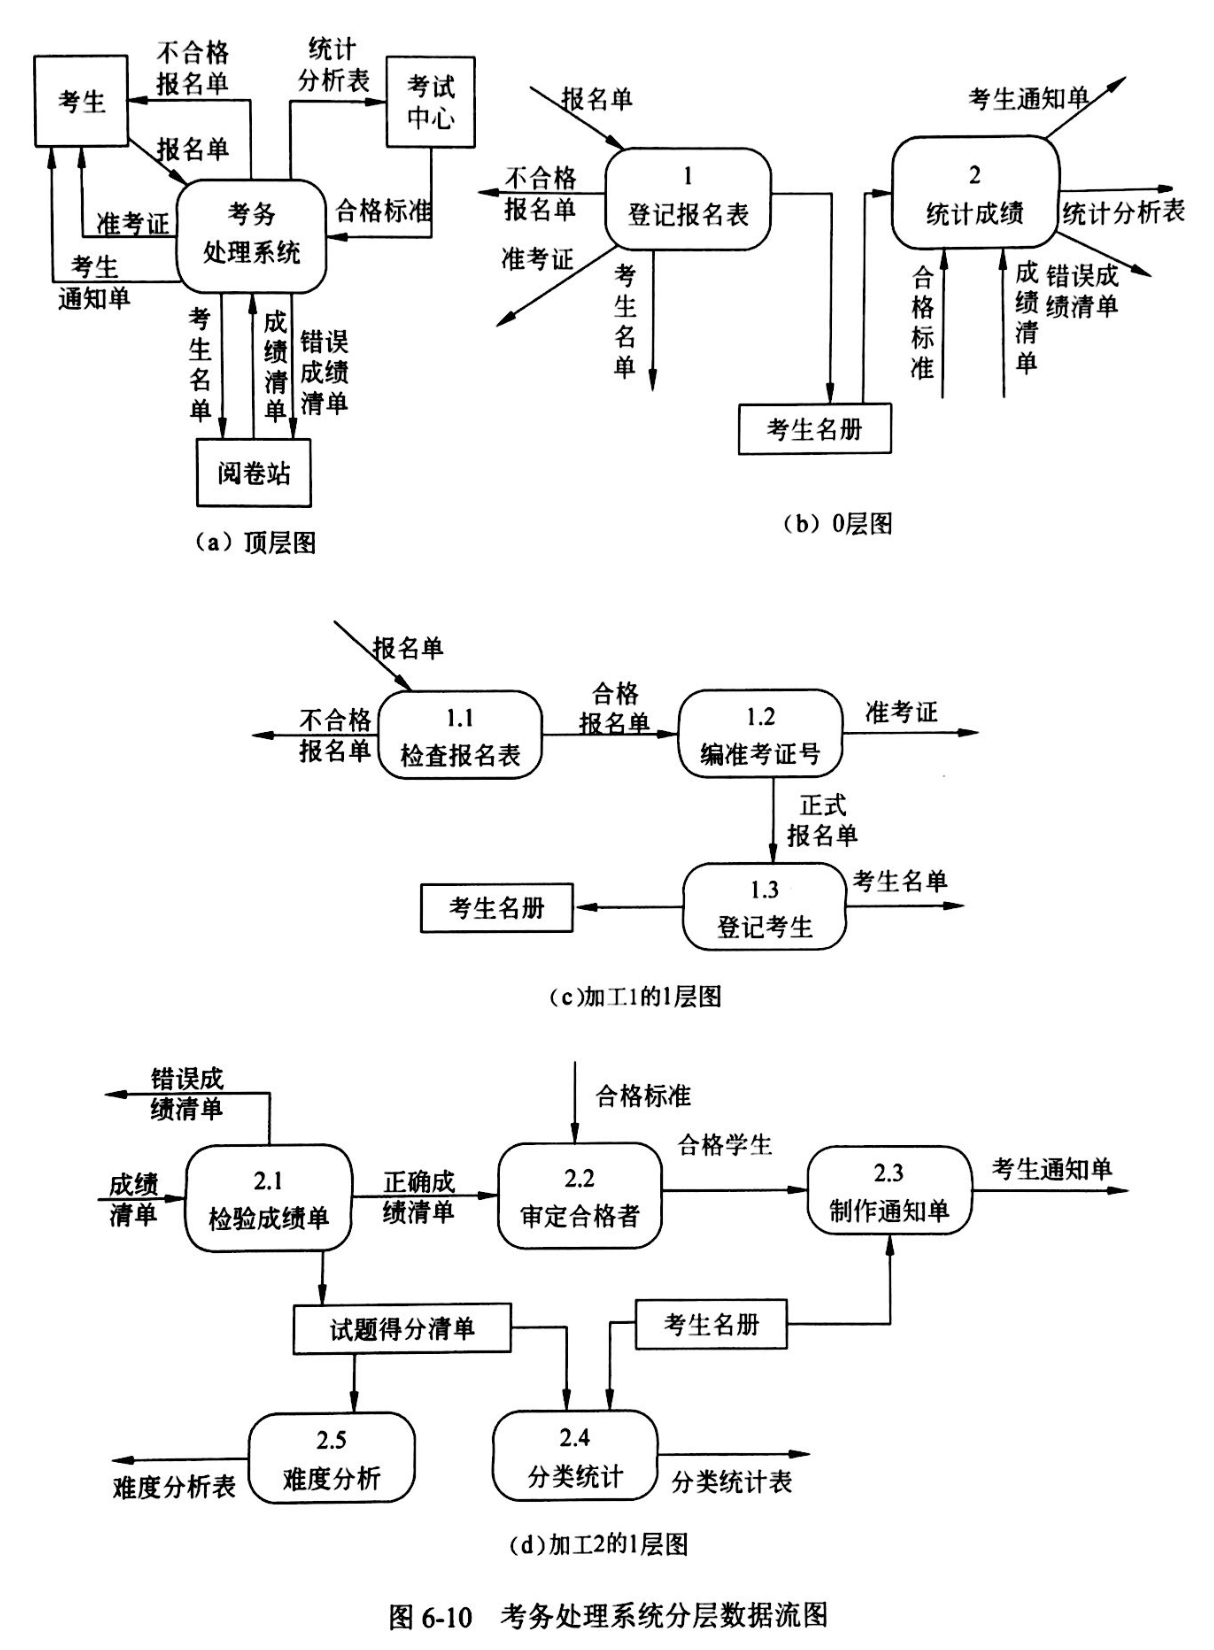 不合格
报名单
统计
分析表
考生
考试
中心
报名单
考务
处理系统
准考证
合格标准
考生
通知单
考生名单
成绩清单
错误
成绩
清单
阅卷站
(a) 顶层图
报名单
考生通知单
1
登记报名表
2
统计成绩
不合格
报名单
统计分析表
准考证
考生名单
合格标准
成绩清单
错误成
绩清单
考生名册
(b) 0层图
报名单
1.1
检查报名表
不合格
报名单
合格
报名单
1.2
编准考证号
准考证
正式
报名单
1.3
登记考生
考生名单
考生名册
(c)加工1的1层图
错误成
绩清单
合格标准
成绩
清单
2.1
检验成绩单
正确成
绩清单
2.2
审定合格者
合格学生
2.3
制作通知单
考生通知单
试题得分清单
考生名册
2.5
难度分析
难度分析表
2.4
分类统计
分类统计表
(d)加工2的1层图
图 6-10 考务处理系统分层数据流图